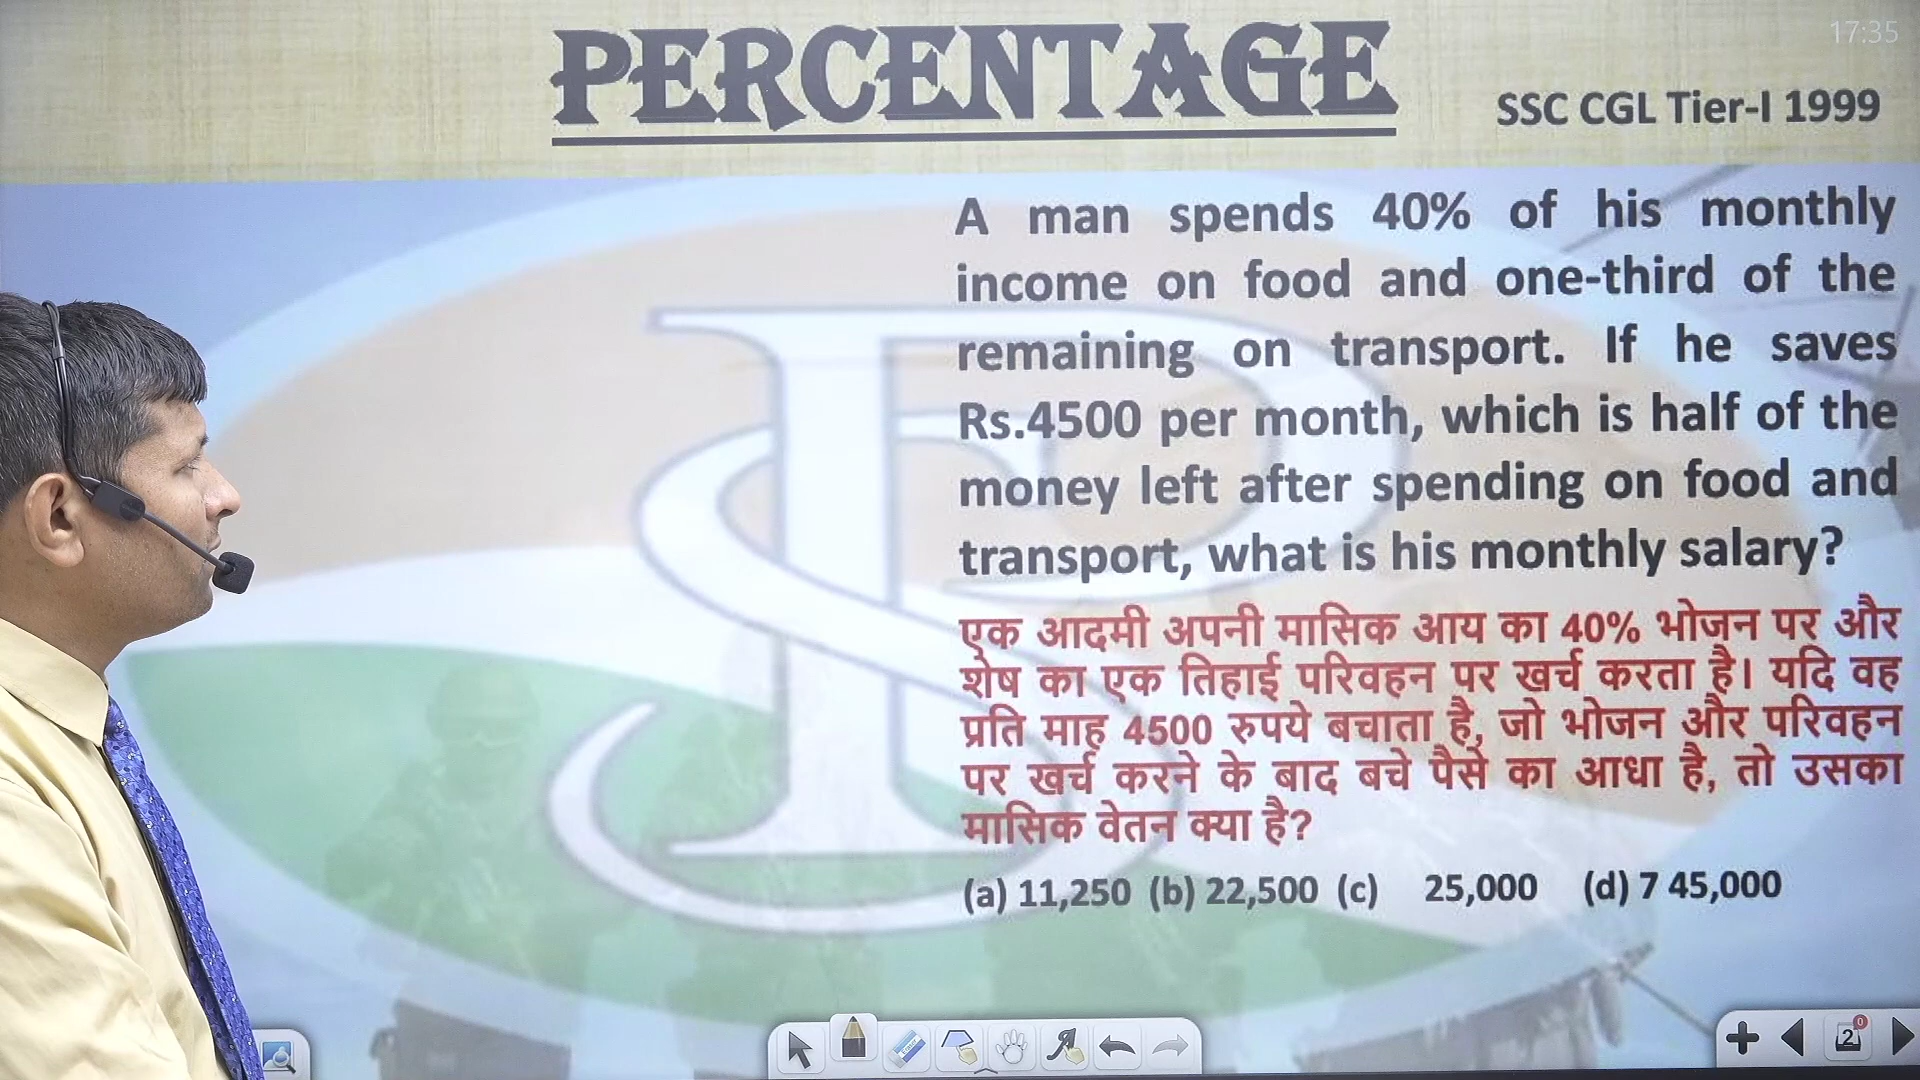 17:35
PERCENTAGE
SSC CGL Tier-I 1999
A man spends 40% of his monthly
income on food and one-third of the
remaining on transport. If he saves
Rs.4500 per month, which is half of the
money left after spending on food and
transport, what is his monthly salary?
एक आदमी अपनी मासिक आय का 40% भोजन पर और
शेष का एक तिहाई परिवहन पर खर्च करता है। यदि वह
प्रति माह 4500 रुपये बचाता है, जो भोजन और परिवहन
पर खर्च करने के बाद बचे पैसे का आधा है, तो उसका
मासिक वेतन क्या है?
(a) 11,250 (b) 22,500 (c) 25,000 (d) 7 45,000
2
0